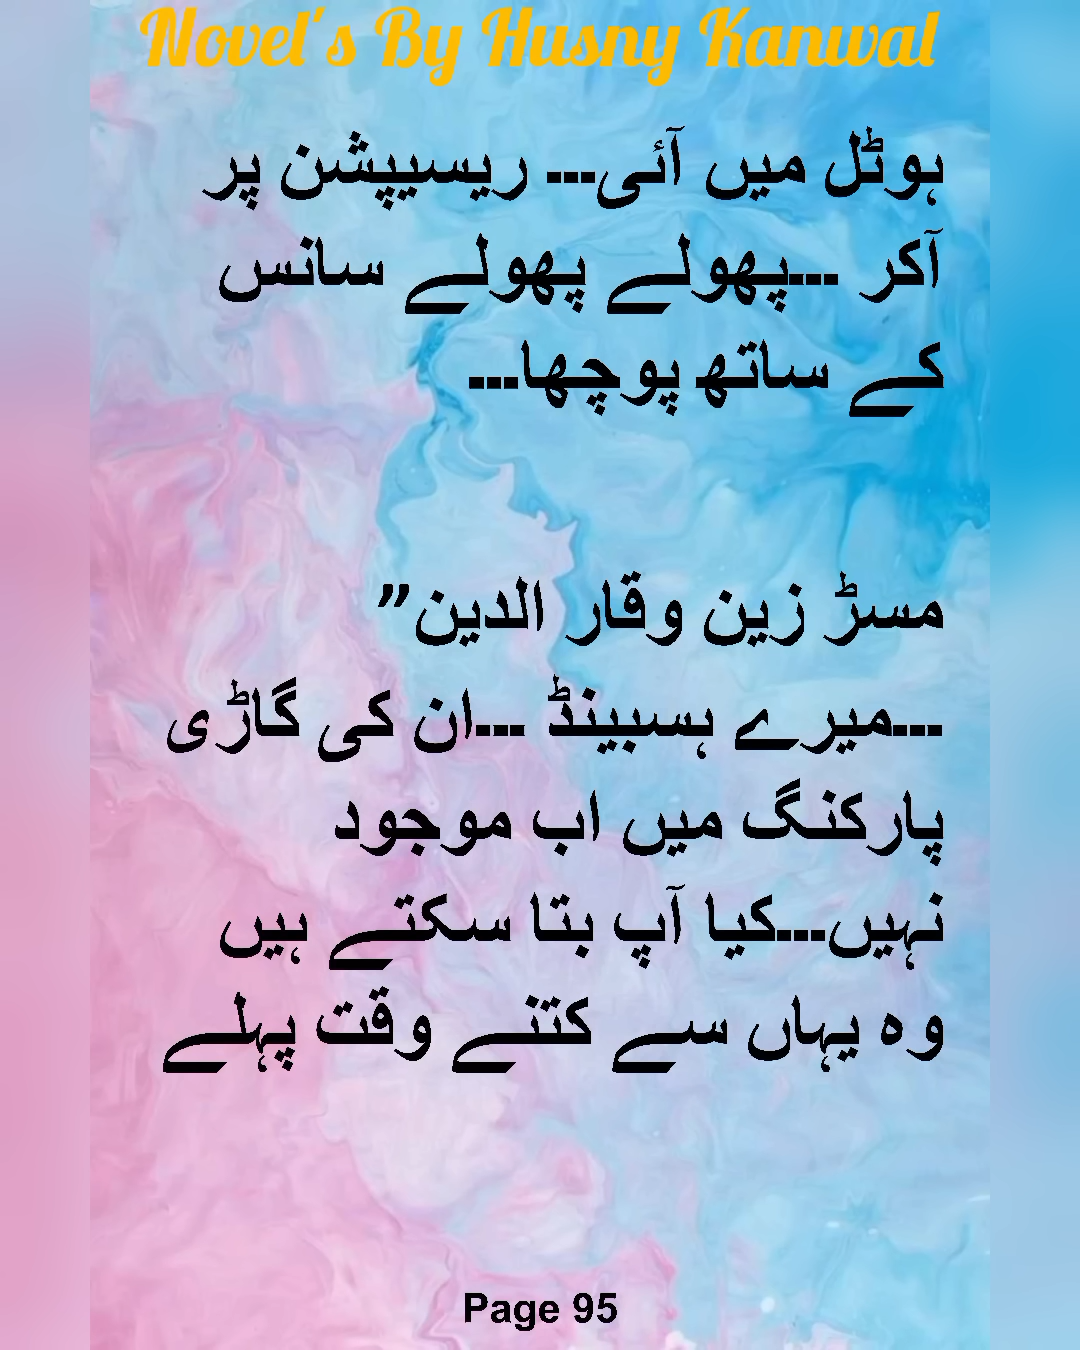 Novel's By Husny Kanwal
ہوٹل میں آئی... ریسیپشن پر
آکر ...پھولے پھولے سانس
کے ساتھ پوچھا...
مسڑ زین وقار الدین”
...میرے ہسبینڈ ...ان کی گاڑی
پارکنگ میں اب موجود
نہیں...کیا آپ بتا سکتے ہیں
وہ یہاں سے کتنے وقت پہلے
Page 95